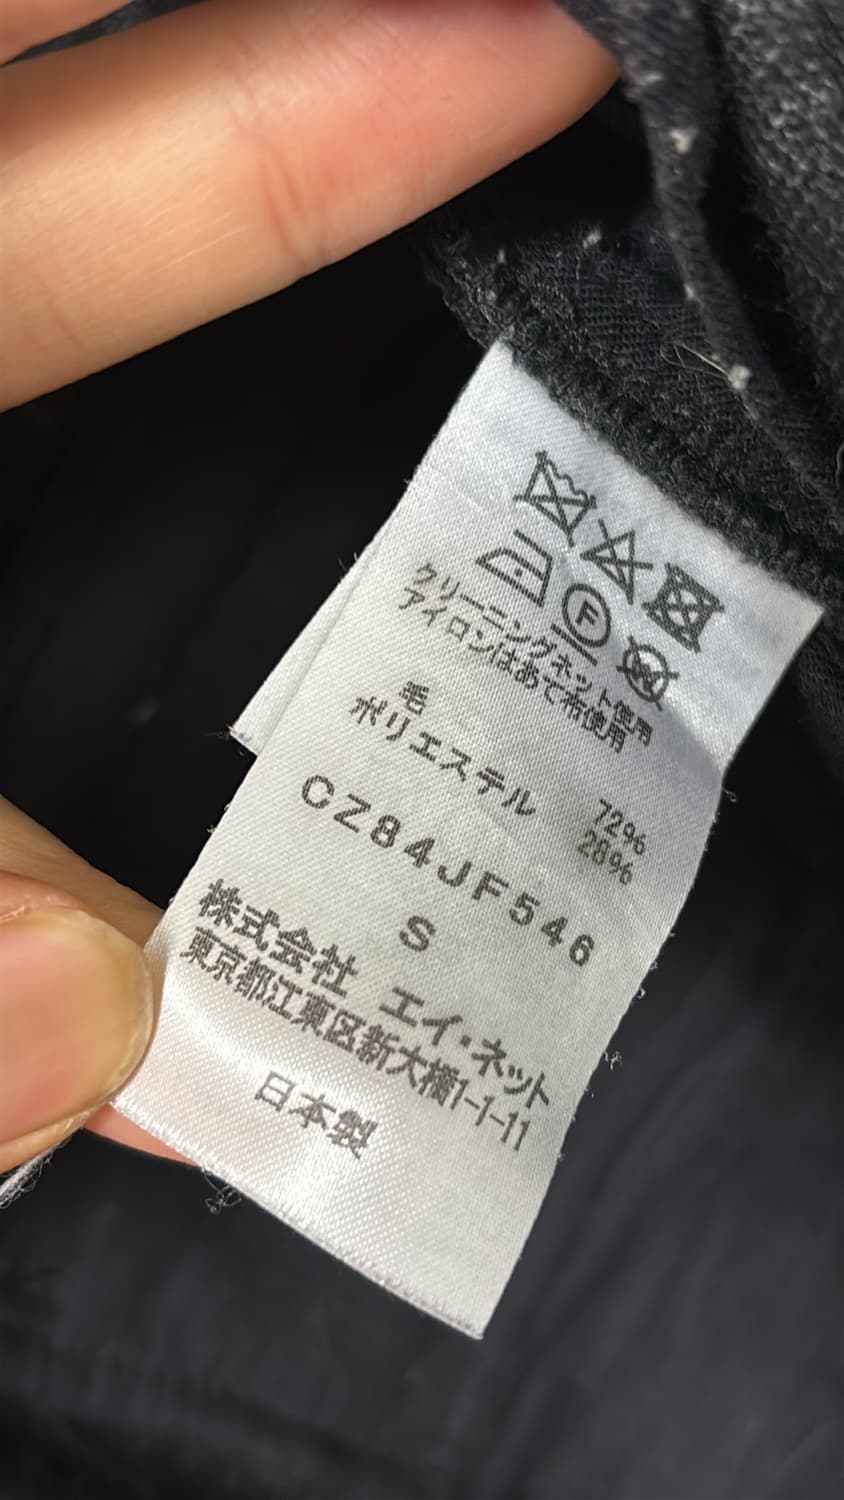 F
W
クリーニングネット使用
アイロンはあて布使用
毛 72%
ポリエステル 28%
CZ84JF546
S
株式会社 エイ・ネット
東京都江東区新大橋1-1-11
日本製